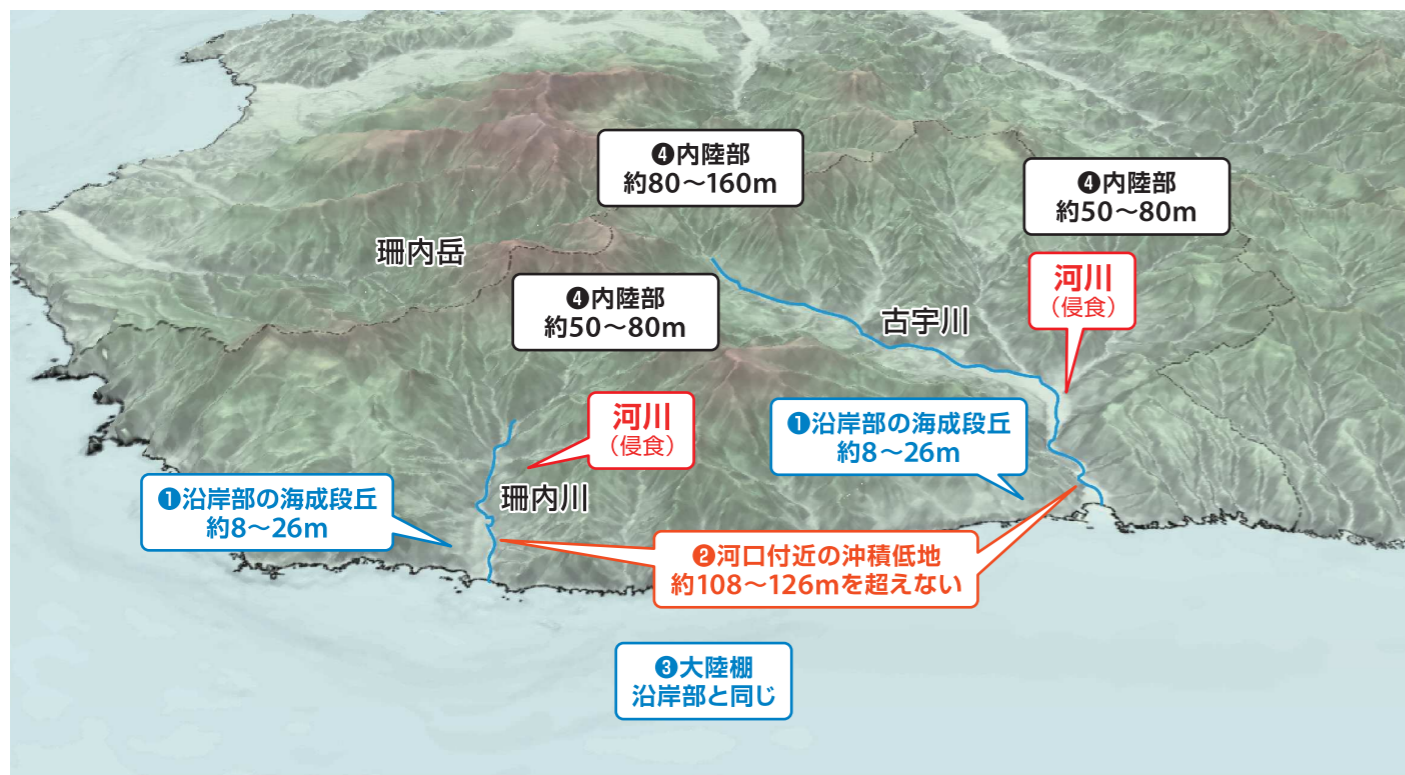 ❹内陸部
約80～160m
❹内陸部
約50～80m
珊内岳
河川
（侵食）
❹内陸部
約50～80m
古宇川
河川
（侵食）
❶沿岸部の海成段丘
約8～26m
❶沿岸部の海成段丘
約8～26m
珊内川
❷河口付近の沖積低地
約108～126mを超えない
❸大陸棚
沿岸部と同じ